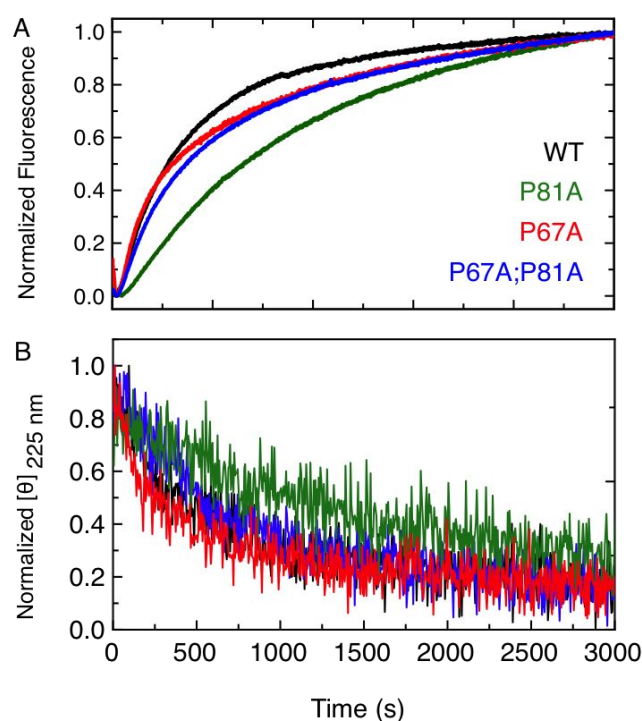 A
Normalized Fluorescence
1.0
0.8
0.6
0.4
0.2
0.0
WT
P81A
P67A
P67A;P81A
B
Normalized [θ] 225 nm
1.0
0.8
0.6
0.4
0.2
0.0
0 500 1000 1500 2000 2500 3000
Time (s)